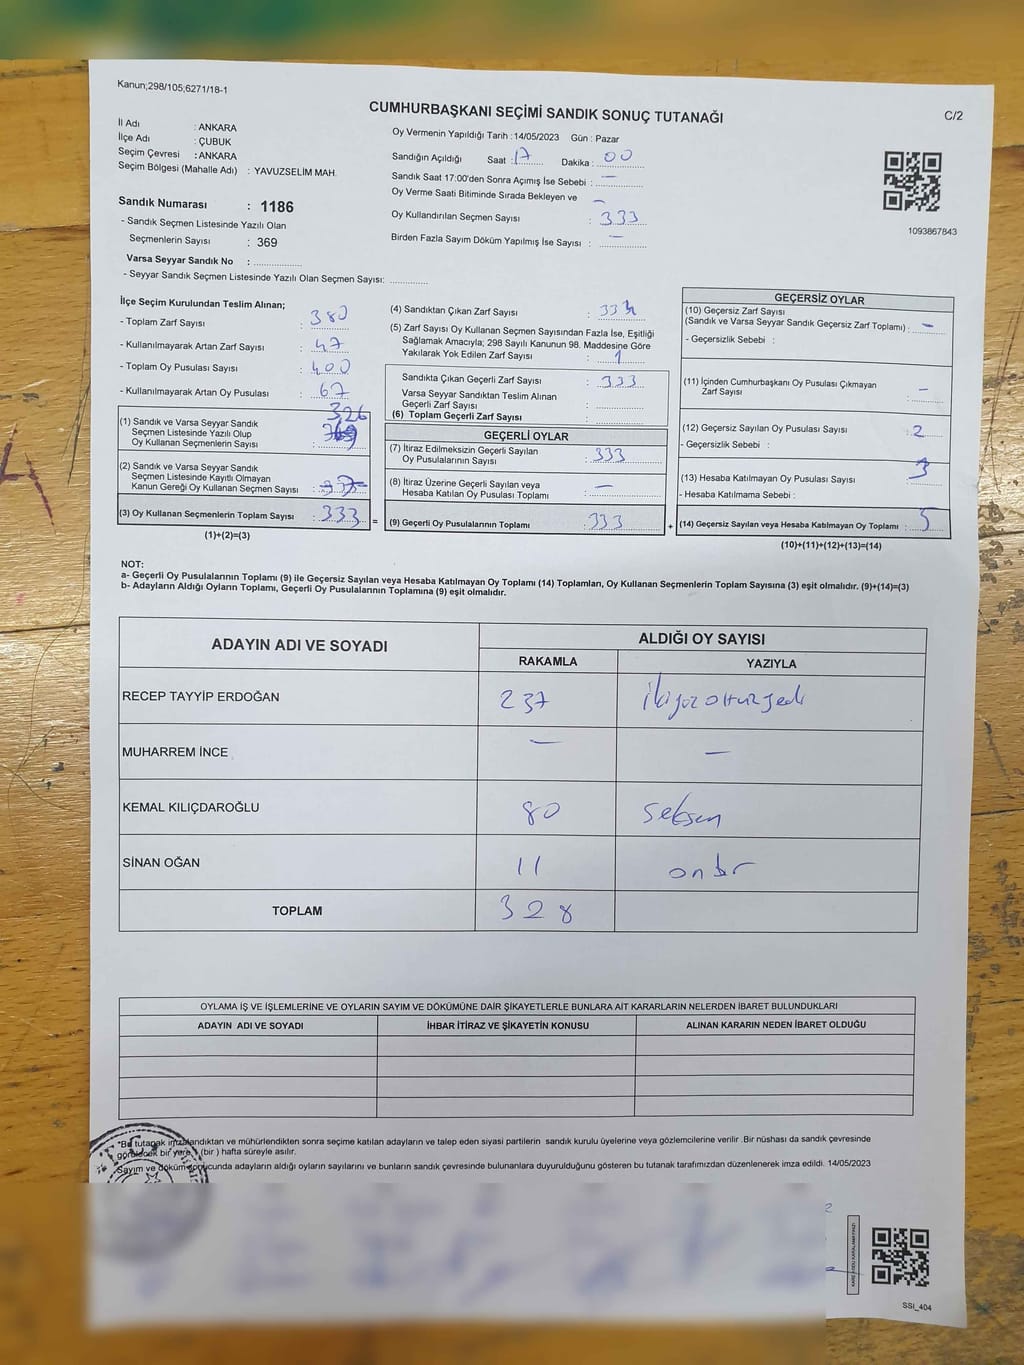 Kanun;298/105;6271/18-1
CUMHURBAŞKANI SEÇİMİ SANDIK SONUÇ TUTANAĞI
C/2
İl Adı : ANKARA
İlçe Adı : ÇUBUK
Seçim Çevresi : ANKARA
Seçim Bölgesi (Mahalle Adı) : YAVUZSELİM MAH.
Sandık Numarası : 1186
- Sandık Seçmen Listesinde Yazılı Olan
Seçmenlerin Sayısı : 369
Varsa Seyyar Sandık No : ............
- Seyyar Sandık Seçmen Listesinde Yazılı Olan Seçmen Sayısı: ............
Oy Vermenin Yapıldığı Tarih : 14/05/2023 Gün : Pazar
Sandığın Açıldığı Saat : 17 Dakika : 00
Sandık Saat 17:00'den Sonra Açımış İse Sebebi : —
Oy Verme Saati Bitiminde Sırada Bekleyen ve —
Oy Kullandırılan Seçmen Sayısı : 333
Birden Fazla Sayım Döküm Yapılmış İse Sayısı : —
1093867843
İlçe Seçim Kurulundan Teslim Alınan;
- Toplam Zarf Sayısı : 380
- Kullanılmayarak Artan Zarf Sayısı : 47
- Toplam Oy Pusulası Sayısı : 400
- Kullanılmayarak Artan Oy Pusulası : 67
326
(1) Sandık ve Varsa Seyyar Sandık
Seçmen Listesinde Yazılı Olup
Oy Kullanan Seçmenlerin Sayısı :
(2) Sandık ve Varsa Seyyar Sandık
Seçmen Listesinde Kayıtlı Olmayan
Kanun Gereği Oy Kullanan Seçmen Sayısı :
(3) Oy Kullanan Seçmenlerin Toplam Sayısı : 333 =
(1)+(2)=(3)
(4) Sandıktan Çıkan Zarf Sayısı : 334
(5) Zarf Sayısı Oy Kullanan Seçmen Sayısından Fazla İse, Eşitliği
Sağlamak Amacıyla; 298 Sayılı Kanunun 98. Maddesine Göre
Yakılarak Yok Edilen Zarf Sayısı : 1
Sandıkta Çıkan Geçerli Zarf Sayısı : 333
Varsa Seyyar Sandıktan Teslim Alınan
Geçerli Zarf Sayısı : ............
(6) Toplam Geçerli Zarf Sayısı : ............
GEÇERLİ OYLAR
(7) İtiraz Edilmeksizin Geçerli Sayılan
Oy Pusulalarının Sayısı : 333
(8) İtiraz Üzerine Geçerli Sayılan veya
Hesaba Katılan Oy Pusulası Toplamı : —
(9) Geçerli Oy Pusulalarının Toplamı : 333 +
GEÇERSİZ OYLAR
(10) Geçersiz Zarf Sayısı
(Sandık ve Varsa Seyyar Sandık Geçersiz Zarf Toplamı) : —
- Geçersizlik Sebebi :
(11) İçinden Cumhurbaşkanı Oy Pusulası Çıkmayan
Zarf Sayısı : —
(12) Geçersiz Sayılan Oy Pusulası Sayısı : 2
- Geçersizlik Sebebi :
(13) Hesaba Katılmayan Oy Pusulası Sayısı : 3
- Hesaba Katılmama Sebebi :
(14) Geçersiz Sayılan veya Hesaba Katılmayan Oy Toplamı : 5
(10)+(11)+(12)+(13)=(14)
NOT:
a- Geçerli Oy Pusulalarının Toplamı (9) ile Geçersiz Sayılan veya Hesaba Katılmayan Oy Toplamı (14) Toplamları, Oy Kullanan Seçmenlerin Toplam Sayısına (3) eşit olmalıdır. (9)+(14)=(3)
b- Adayların Aldığı Oyların Toplamı, Geçerli Oy Pusulalarının Toplamına (9) eşit olmalıdır.
ADAYIN ADI VE SOYADI
ALDIĞI OY SAYISI
RAKAMLA YAZIYLA
RECEP TAYYİP ERDOĞAN 237 ikiyüz otuz yedi
MUHARREM İNCE — —
KEMAL KILIÇDAROĞLU 80 seksen
SİNAN OĞAN 11 onbir
TOPLAM 328
OYLAMA İŞ VE İŞLEMLERİNE VE OYLARIN SAYIM VE DÖKÜMÜNE DAİR ŞİKAYETLERLE BUNLARA AİT KARARLARIN NELERDEN İBARET BULUNDUKLARI
ADAYIN ADI VE SOYADI İHBAR İTİRAZ VE ŞİKAYETİN KONUSU ALINAN KARARIN NEDEN İBARET OLDUĞU
"Bu tutanak imzalandıktan ve mühürlendikten sonra seçime katılan adayların ve talep eden siyasi partilerin sandık kurulu üyelerine veya gözlemcilerine verilir .Bir nüshası da sandık çevresinde
görülecek bir yere, 1 (bir ) hafta süreyle asılır.
Sayım ve döküm sonucunda adayların aldığı oyların sayılarını ve bunların sandık çevresinde bulunanlara duyurulduğunu gösteren bu tutanak tarafımızdan düzenlenerek imza edildi. 14/05/2023
SSİ_404